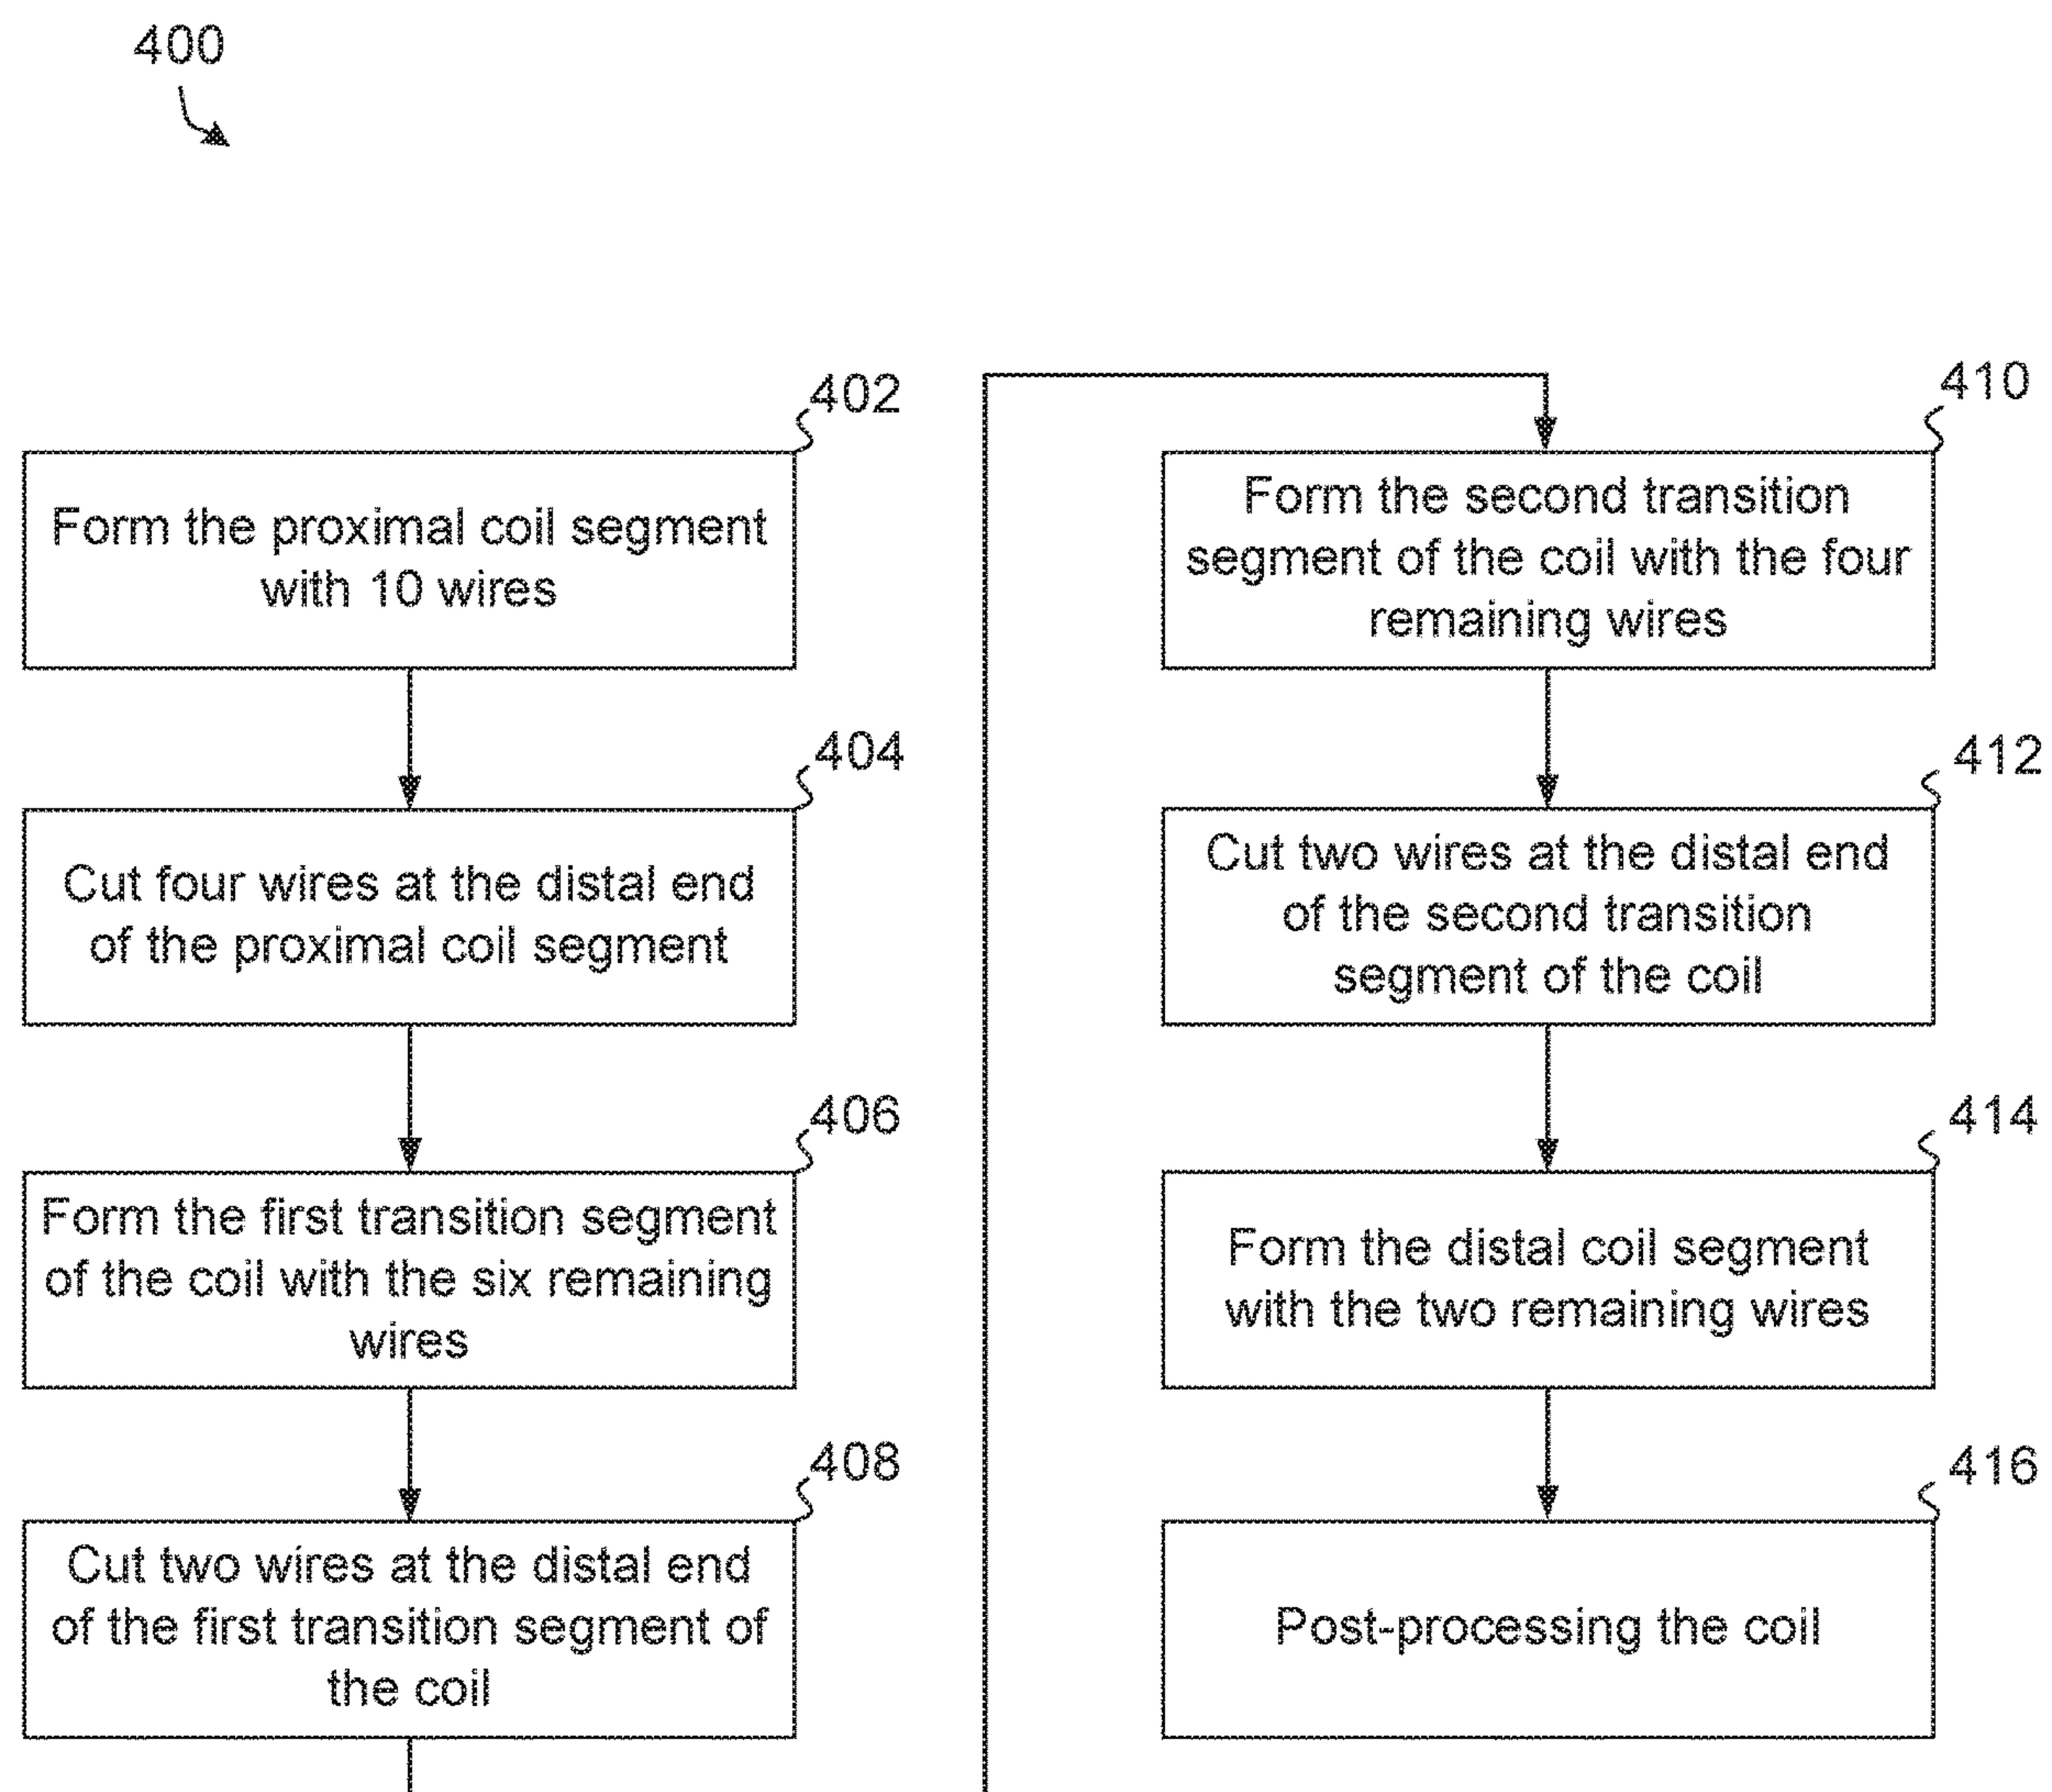 400
402
Form the proximal coil segment
with 10 wires
404
Cut four wires at the distal end
of the proximal coil segment
406
Form the first transition segment
of the coil with the six remaining
wires
408
Cut two wires at the distal end
of the first transition segment of
the coil
410
Form the second transition
segment of the coil with the four
remaining wires
412
Cut two wires at the distal end
of the second transition
segment of the coil
414
Form the distal coil segment
with the two remaining wires
416
Post-processing the coil